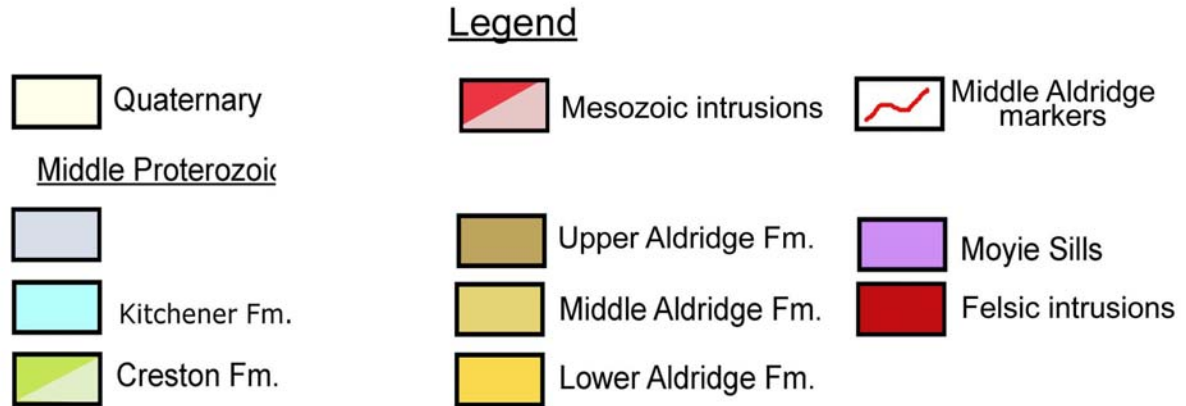 Legend
Quaternary
Middle Proterozoic
Kitchener Fm.
Creston Fm.
Mesozoic intrusions
Upper Aldridge Fm.
Middle Aldridge Fm.
Lower Aldridge Fm.
Middle Aldridge
markers
Moyie Sills
Felsic intrusions